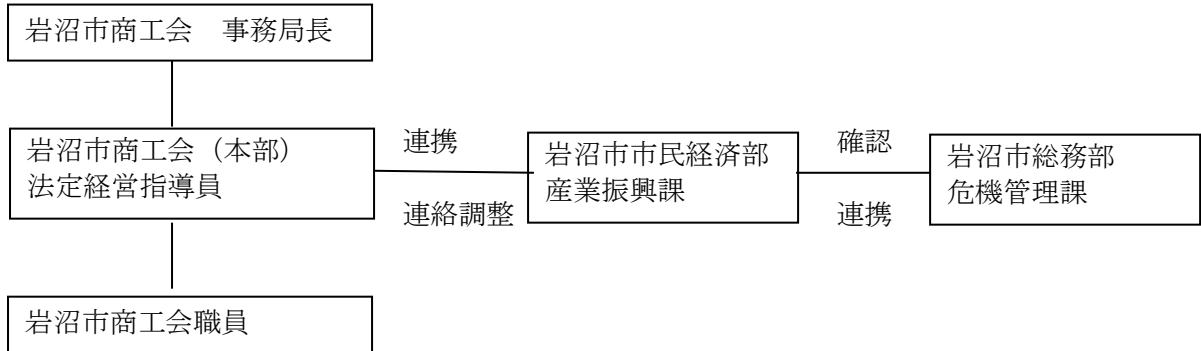 岩沼市商工会　事務局長
岩沼市商工会（本部）
法定経営指導員
連携
連絡調整
岩沼市市民経済部
産業振興課
確認
連携
岩沼市総務部
危機管理課
岩沼市商工会職員